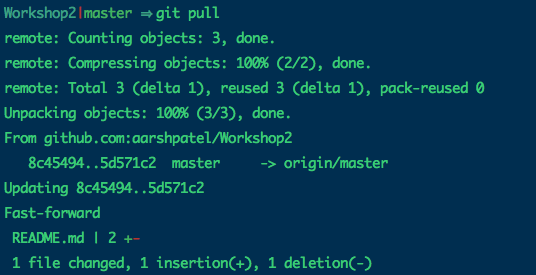 Workshop2|master ⇒git pull
remote: Counting objects: 3, done.
remote: Compressing objects: 100% (2/2), done.
remote: Total 3 (delta 1), reused 3 (delta 1), pack-reused 0
Unpacking objects: 100% (3/3), done.
From github.com:aarshpatel/Workshop2
   8c45494..5d571c2  master     -> origin/master
Updating 8c45494..5d571c2
Fast-forward
 README.md | 2 +-
 1 file changed, 1 insertion(+), 1 deletion(-)